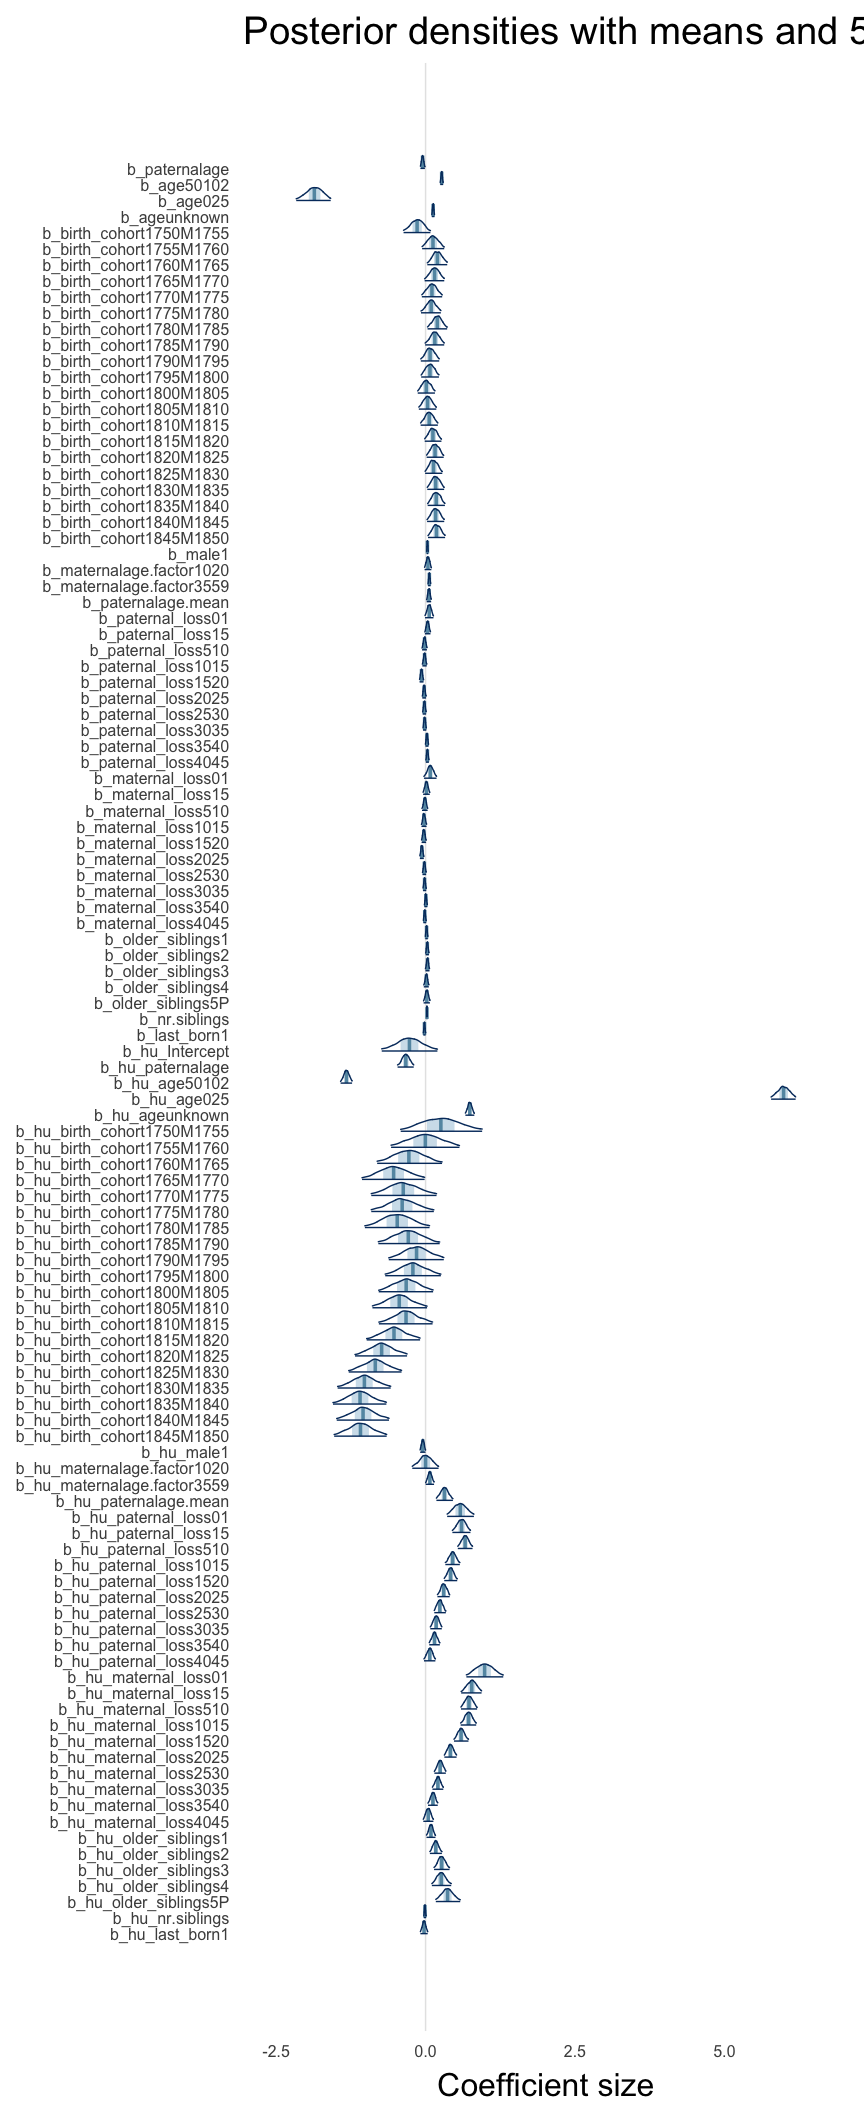 Posterior densities with means and 5
b_paternalage
b_age50102
b_age025
b_ageunknown
b_birth_cohort1750M1755
b_birth_cohort1755M1760
b_birth_cohort1760M1765
b_birth_cohort1765M1770
b_birth_cohort1770M1775
b_birth_cohort1775M1780
b_birth_cohort1780M1785
b_birth_cohort1785M1790
b_birth_cohort1790M1795
b_birth_cohort1795M1800
b_birth_cohort1800M1805
b_birth_cohort1805M1810
b_birth_cohort1810M1815
b_birth_cohort1815M1820
b_birth_cohort1820M1825
b_birth_cohort1825M1830
b_birth_cohort1830M1835
b_birth_cohort1835M1840
b_birth_cohort1840M1845
b_birth_cohort1845M1850
b_male1
b_maternalage.factor1020
b_maternalage.factor3559
b_paternalage.mean
b_paternal_loss01
b_paternal_loss15
b_paternal_loss510
b_paternal_loss1015
b_paternal_loss1520
b_paternal_loss2025
b_paternal_loss2530
b_paternal_loss3035
b_paternal_loss3540
b_paternal_loss4045
b_maternal_loss01
b_maternal_loss15
b_maternal_loss510
b_maternal_loss1015
b_maternal_loss1520
b_maternal_loss2025
b_maternal_loss2530
b_maternal_loss3035
b_maternal_loss3540
b_maternal_loss4045
b_older_siblings1
b_older_siblings2
b_older_siblings3
b_older_siblings4
b_older_siblings5P
b_nr.siblings
b_last_born1
b_hu_Intercept
b_hu_paternalage
b_hu_age50102
b_hu_age025
b_hu_ageunknown
b_hu_birth_cohort1750M1755
b_hu_birth_cohort1755M1760
b_hu_birth_cohort1760M1765
b_hu_birth_cohort1765M1770
b_hu_birth_cohort1770M1775
b_hu_birth_cohort1775M1780
b_hu_birth_cohort1780M1785
b_hu_birth_cohort1785M1790
b_hu_birth_cohort1790M1795
b_hu_birth_cohort1795M1800
b_hu_birth_cohort1800M1805
b_hu_birth_cohort1805M1810
b_hu_birth_cohort1810M1815
b_hu_birth_cohort1815M1820
b_hu_birth_cohort1820M1825
b_hu_birth_cohort1825M1830
b_hu_birth_cohort1830M1835
b_hu_birth_cohort1835M1840
b_hu_birth_cohort1840M1845
b_hu_birth_cohort1845M1850
b_hu_male1
b_hu_maternalage.factor1020
b_hu_maternalage.factor3559
b_hu_paternalage.mean
b_hu_paternal_loss01
b_hu_paternal_loss15
b_hu_paternal_loss510
b_hu_paternal_loss1015
b_hu_paternal_loss1520
b_hu_paternal_loss2025
b_hu_paternal_loss2530
b_hu_paternal_loss3035
b_hu_paternal_loss3540
b_hu_paternal_loss4045
b_hu_maternal_loss01
b_hu_maternal_loss15
b_hu_maternal_loss510
b_hu_maternal_loss1015
b_hu_maternal_loss1520
b_hu_maternal_loss2025
b_hu_maternal_loss2530
b_hu_maternal_loss3035
b_hu_maternal_loss3540
b_hu_maternal_loss4045
b_hu_older_siblings1
b_hu_older_siblings2
b_hu_older_siblings3
b_hu_older_siblings4
b_hu_older_siblings5P
b_hu_nr.siblings
b_hu_last_born1
-2.5 0.0 2.5 5.0
Coefficient size